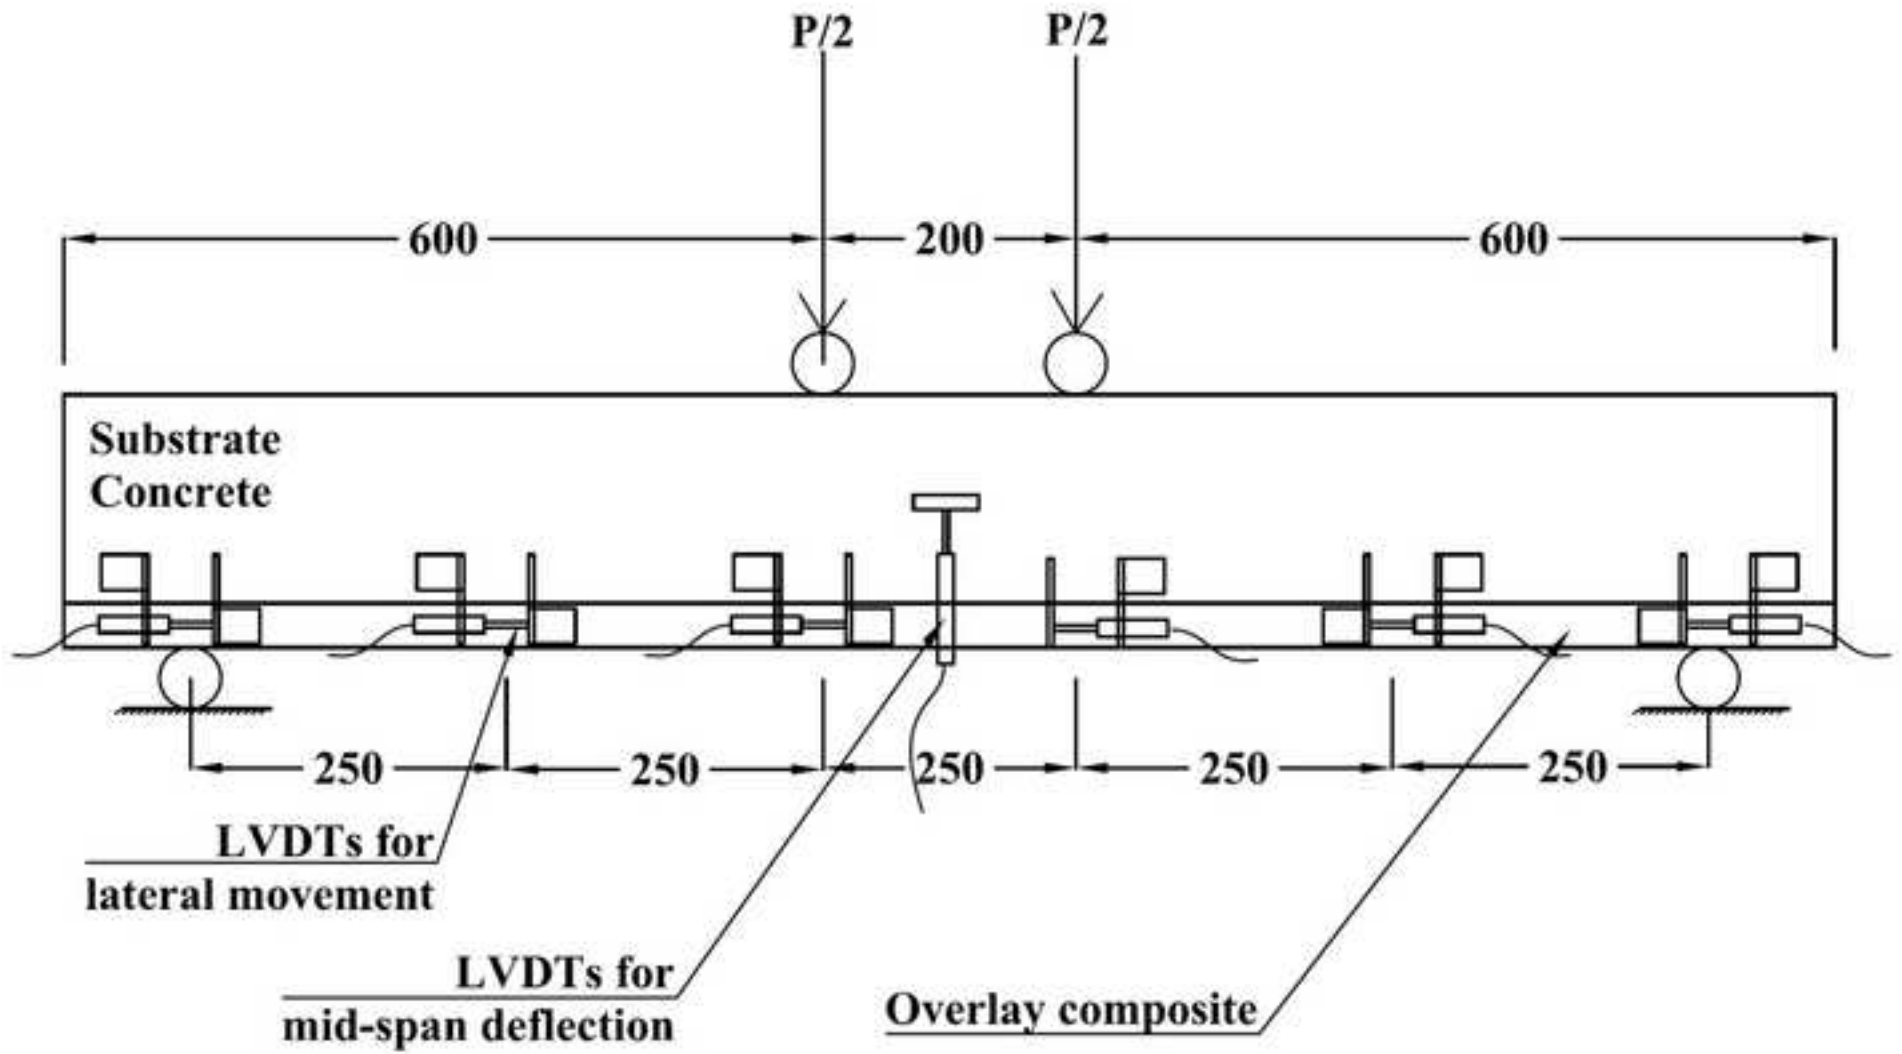 P/2
P/2
600
200
600
Substrate
Concrete
250
250
250
250
250
LVDTs for
lateral movement
LVDTs for
mid-span deflection
Overlay composite